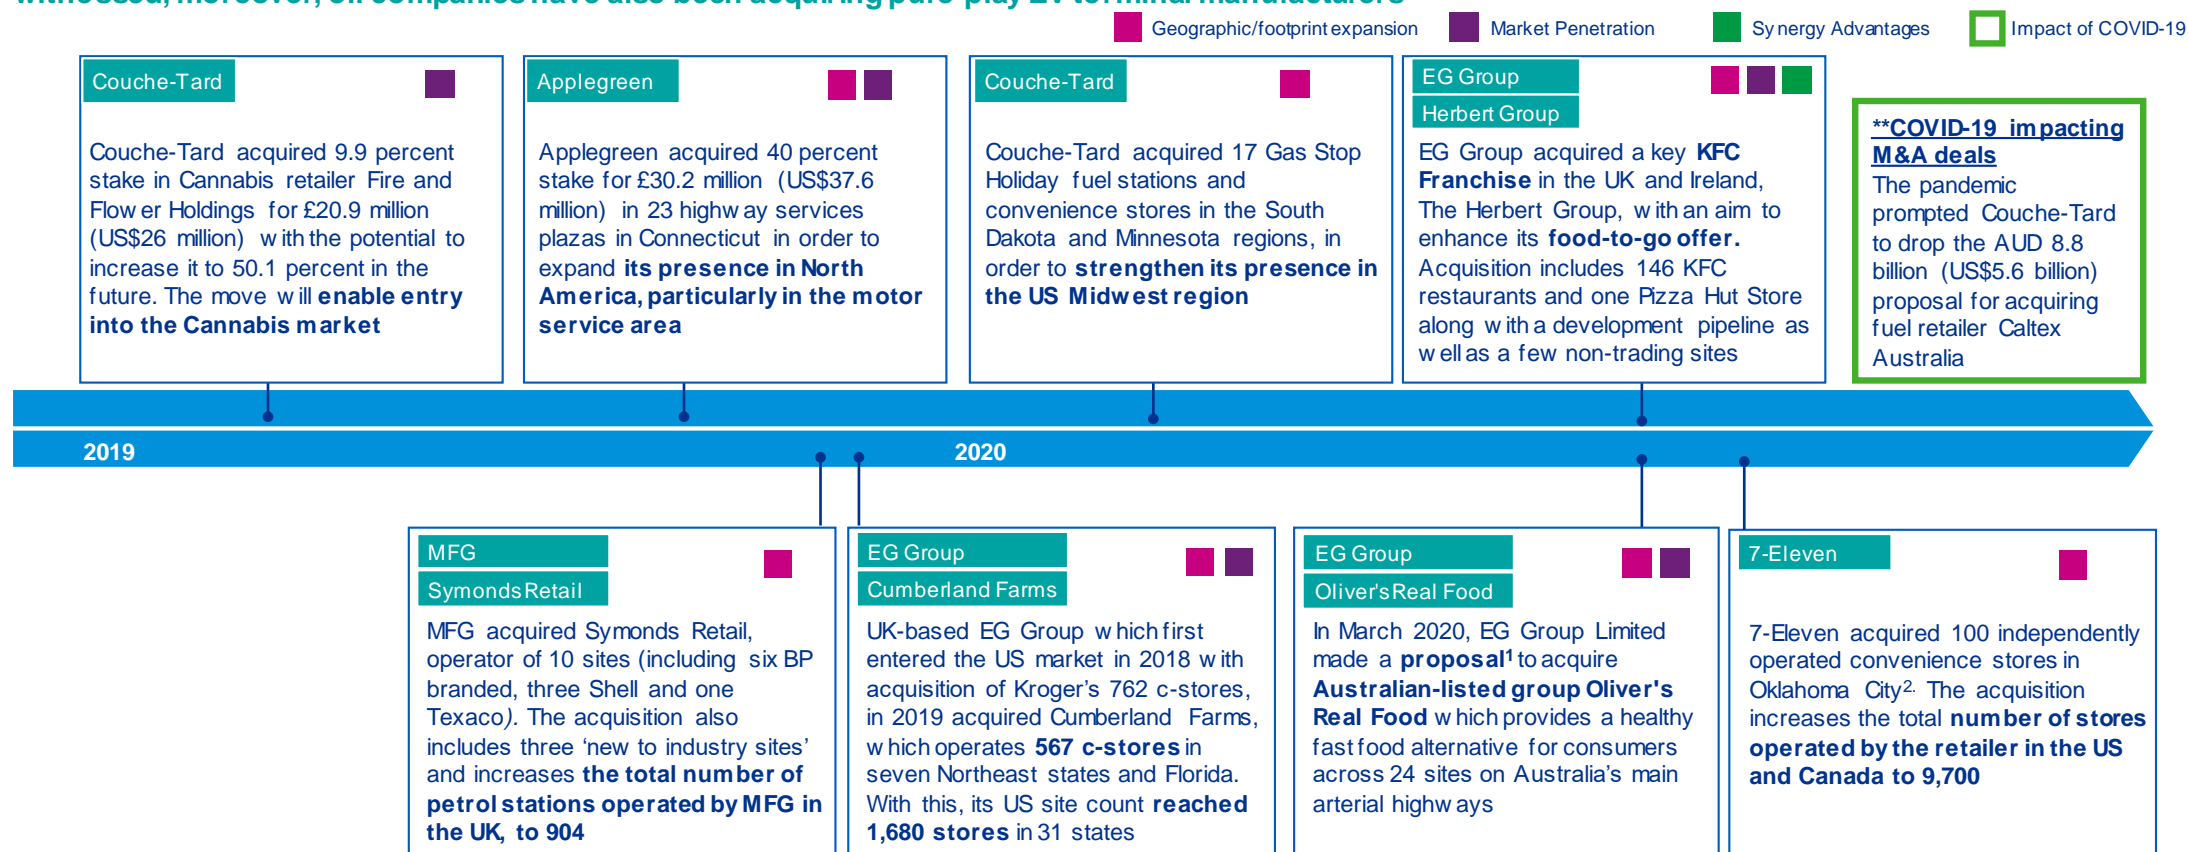 witnessed, moreover, oil companies have also been acquiring pure-play EV terminal manufacturers
Geographic/footprint expansion
Market Penetration
Synergy Advantages
Impact of COVID-19
Couche-Tard
Couche-Tard acquired 9.9 percent
stake in Cannabis retailer Fire and
Flower Holdings for £20.9 million
(US$26 million) with the potential to
increase it to 50.1 percent in the
future. The move will enable entry
into the Cannabis market
Applegreen
Applegreen acquired 40 percent
stake for £30.2 million (US$37.6
million) in 23 highway services
plazas in Connecticut in order to
expand its presence in North
America, particularly in the motor
service area
Couche-Tard
Couche-Tard acquired 17 Gas Stop
Holiday fuel stations and
convenience stores in the South
Dakota and Minnesota regions, in
order to strengthen its presence in
the US Midwest region
EG Group
Herbert Group
EG Group acquired a key KFC
Franchise in the UK and Ireland,
The Herbert Group, with an aim to
enhance its food-to-go offer.
Acquisition includes 146 KFC
restaurants and one Pizza Hut Store
along with a development pipeline as
well as a few non-trading sites
**COVID-19 impacting
M&A deals
The pandemic
prompted Couche-Tard
to drop the AUD 8.8
billion (US$5.6 billion)
proposal for acquiring
fuel retailer Caltex
Australia
2019
2020
MFG
Symonds Retail
MFG acquired Symonds Retail,
operator of 10 sites (including six BP
branded, three Shell and one
Texaco). The acquisition also
includes three ‘new to industry sites’
and increases the total number of
petrol stations operated by MFG in
the UK, to 904
EG Group
Cumberland Farms
UK-based EG Group which first
entered the US market in 2018 with
acquisition of Kroger’s 762 c-stores,
in 2019 acquired Cumberland Farms,
which operates 567 c-stores in
seven Northeast states and Florida.
With this, its US site count reached
1,680 stores in 31 states
EG Group
Oliver's Real Food
In March 2020, EG Group Limited
made a proposal¹ to acquire
Australian-listed group Oliver's
Real Food which provides a healthy
fast food alternative for consumers
across 24 sites on Australia’s main
arterial highways
7-Eleven
7-Eleven acquired 100 independently
operated convenience stores in
Oklahoma City². The acquisition
increases the total number of stores
operated by the retailer in the US
and Canada to 9,700